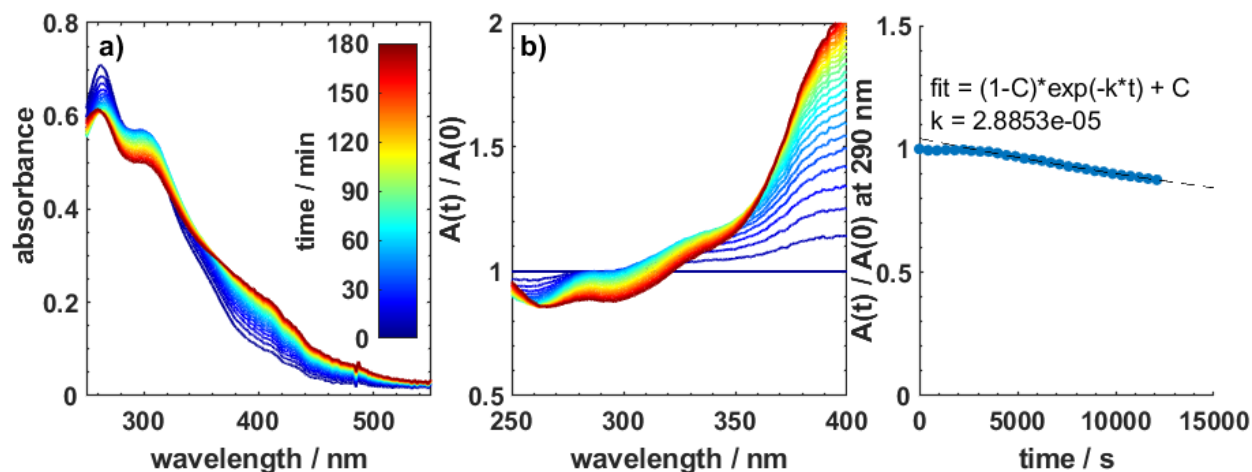 a)
0.8
0.6
0.4
0.2
0
absorbance
300
400
500
wavelength / nm
time / min
180
150
120
90
60
30
0
b)
2
1.5
1
0.5
A(t) / A(0)
250
300
350
400
wavelength / nm
1.5
1
0.5
0
A(t) / A(0) at 290 nm
fit = (1-C)*exp(-k*t) + C
k = 2.8853e-05
0
5000
10000
15000
time / s